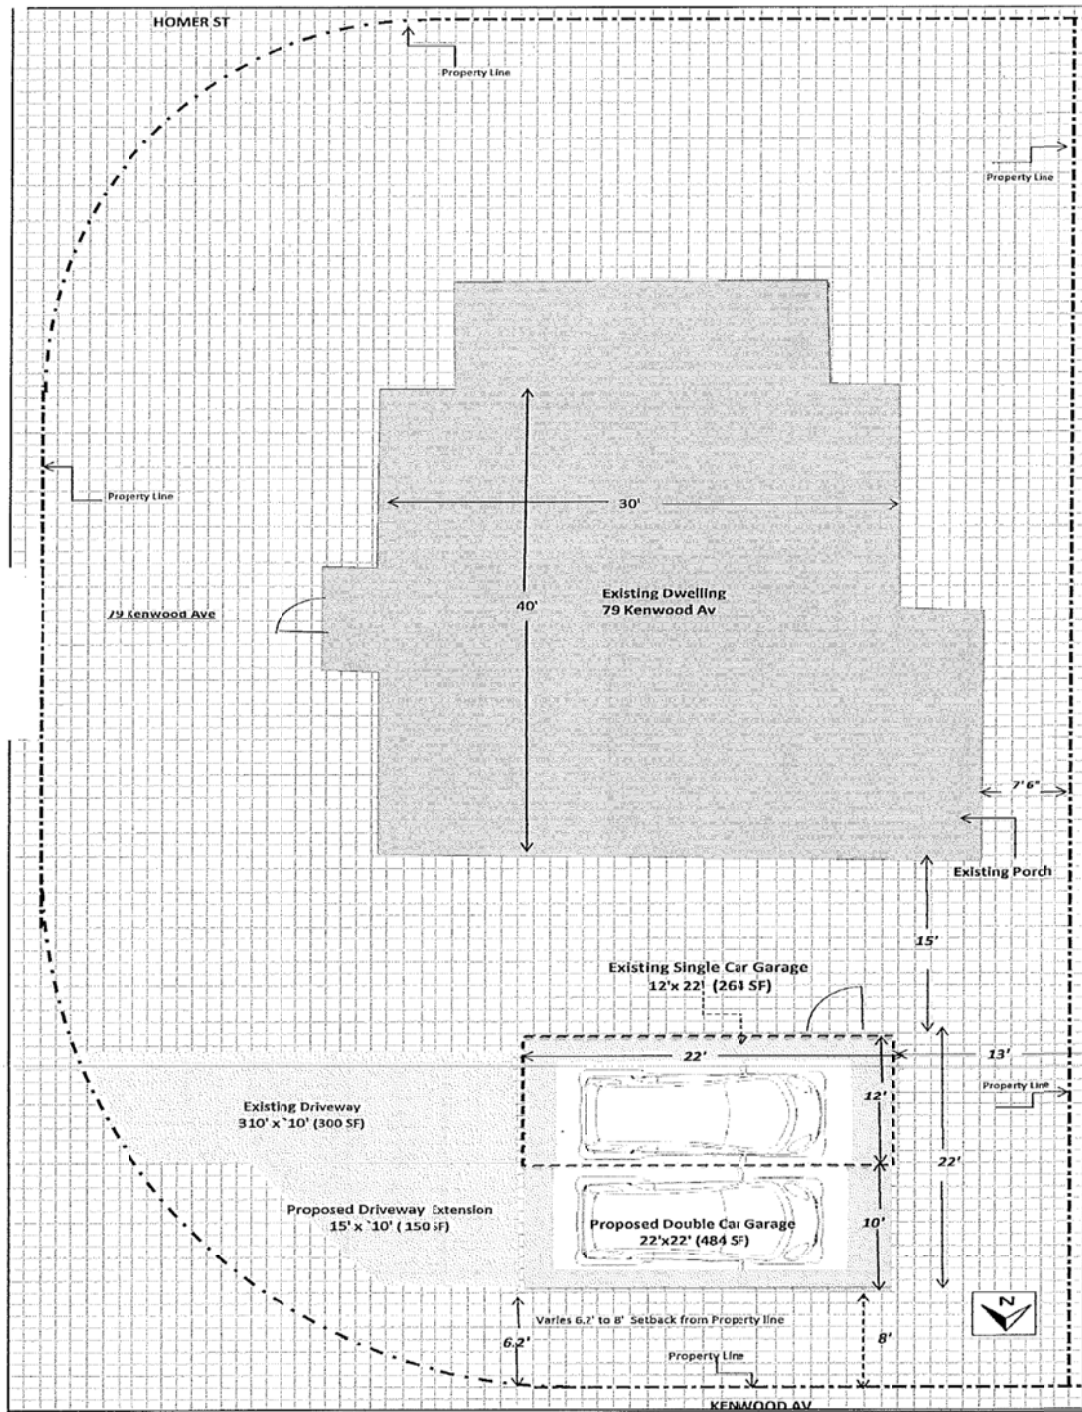 HOMER ST
Property Line
Property Line
Property Line
30'
79 Kenwood Ave
40'
Existing Dwelling
79 Kenwood Av
7'6"
Existing Porch
15'
Existing Single Car Garage
12'x 22' (264 SF)
22'
13'
Property Line
12'
Existing Driveway
310' x `10' (300 SF)
22'
Proposed Driveway Extension
15' x `10' (150 SF)
Proposed Double Car Garage
22'x22' (484 SF)
10'
N
Varies 6.2' to 8' Setback from Property line
6.2'
8'
Property Line
KENWOOD AV